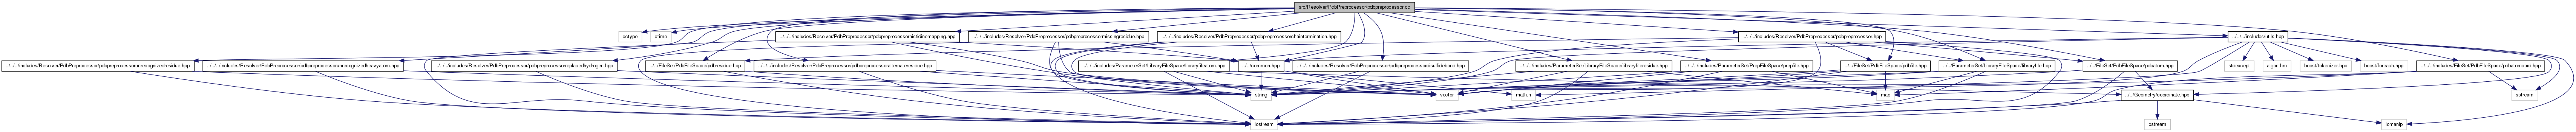 src/Resolver/PdbPreprocessor/pdbpreprocessor.cc
cctype
ctime
../../../includes/Resolver/PdbPreprocessor/pdbpreprocessorhistidinemapping.hpp
../../../includes/Resolver/PdbPreprocessor/pdbpreprocessormissingresidue.hpp
../../../includes/Resolver/PdbPreprocessor/pdbpreprocessorchaintermination.hpp
../../../includes/Resolver/PdbPreprocessor/pdbpreprocessor.hpp
../../../includes/utils.hpp
../../../includes/Resolver/PdbPreprocessor/pdbpreprocessorunrecognizedresidue.hpp
../../../includes/Resolver/PdbPreprocessor/pdbpreprocessorunrecognizedheavyatom.hpp
../../../includes/Resolver/PdbPreprocessor/pdbpreprocessorreplacedhydrogen.hpp
../../FileSet/PdbFileSpace/pdbresidue.hpp
../../../includes/Resolver/PdbPreprocessor/pdbpreprocessoralternateresidue.hpp
../../../includes/ParameterSet/LibraryFileSpace/libraryfileatom.hpp
../../common.hpp
../../../includes/Resolver/PdbPreprocessor/pdbpreprocessordisulfidebond.hpp
../../../includes/ParameterSet/LibraryFileSpace/libraryfileresidue.hpp
../../../includes/ParameterSet/PrepFileSpace/prepfile.hpp
../../FileSet/PdbFileSpace/pdbfile.hpp
../../ParameterSet/LibraryFileSpace/libraryfile.hpp
../../FileSet/PdbFileSpace/pdbatom.hpp
stdexcept
algorithm
boost/tokenizer.hpp
boost/foreach.hpp
../../../includes/FileSet/PdbFileSpace/pdbatomcard.hpp
string
vector
math.h
map
../../Geometry/coordinate.hpp
sstream
iostream
ostream
iomanip